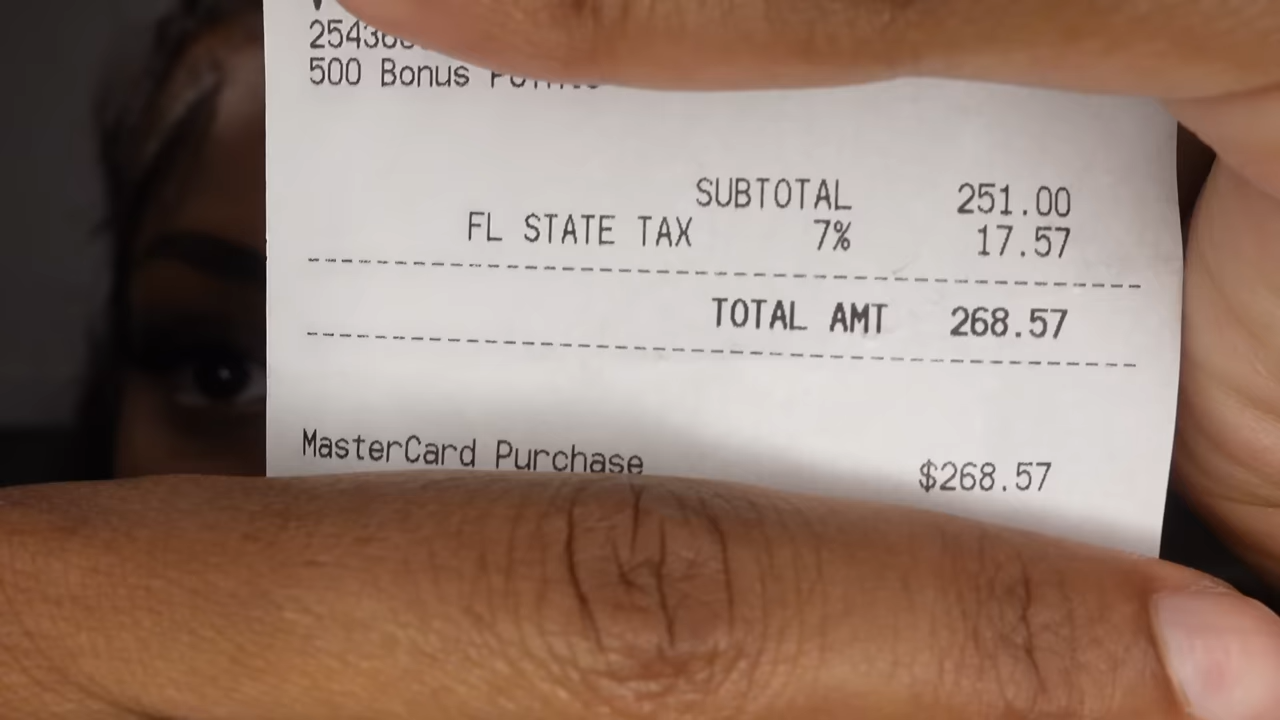 500 Bonus Points
SUBTOTAL 251.00
FL STATE TAX 7% 17.57
TOTAL AMT 268.57
MasterCard Purchase $268.57